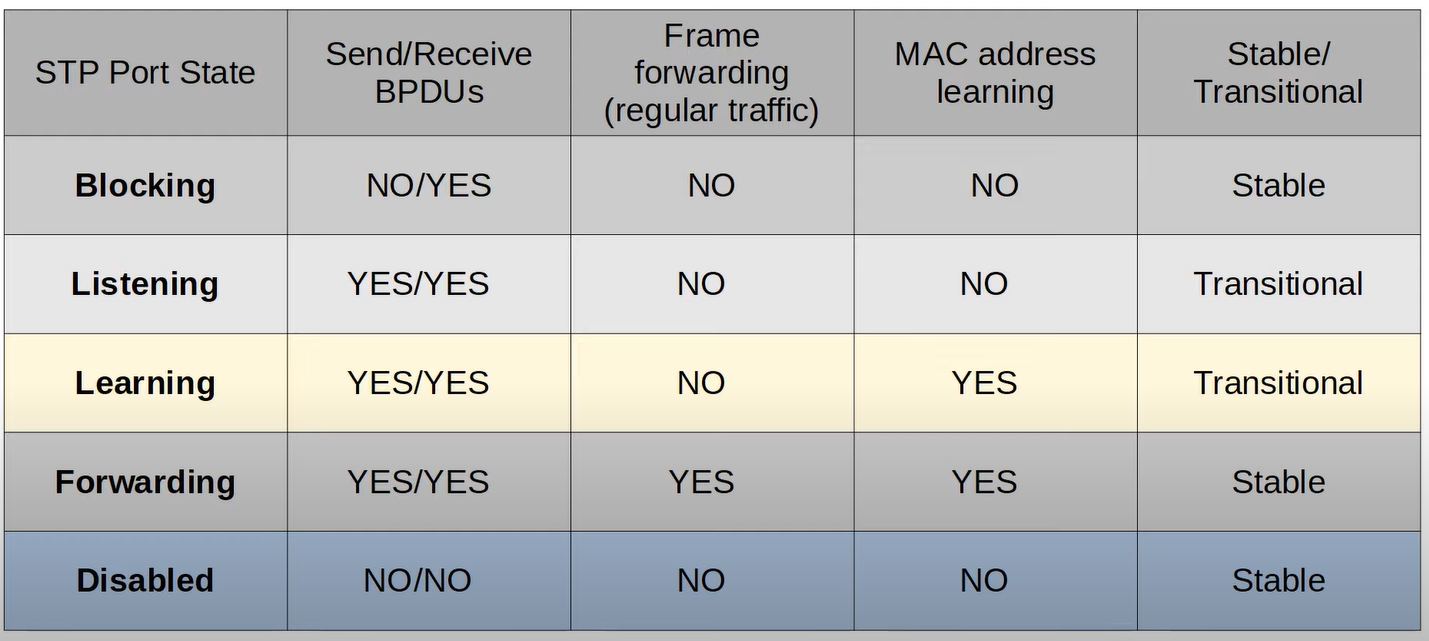 STP Port State
Send/Receive
BPDUs
Frame
forwarding
(regular traffic)
MAC address
learning
Stable/
Transitional
Blocking
NO/YES
NO
NO
Stable
Listening
YES/YES
NO
NO
Transitional
Learning
YES/YES
NO
YES
Transitional
Forwarding
YES/YES
YES
YES
Stable
Disabled
NO/NO
NO
NO
Stable